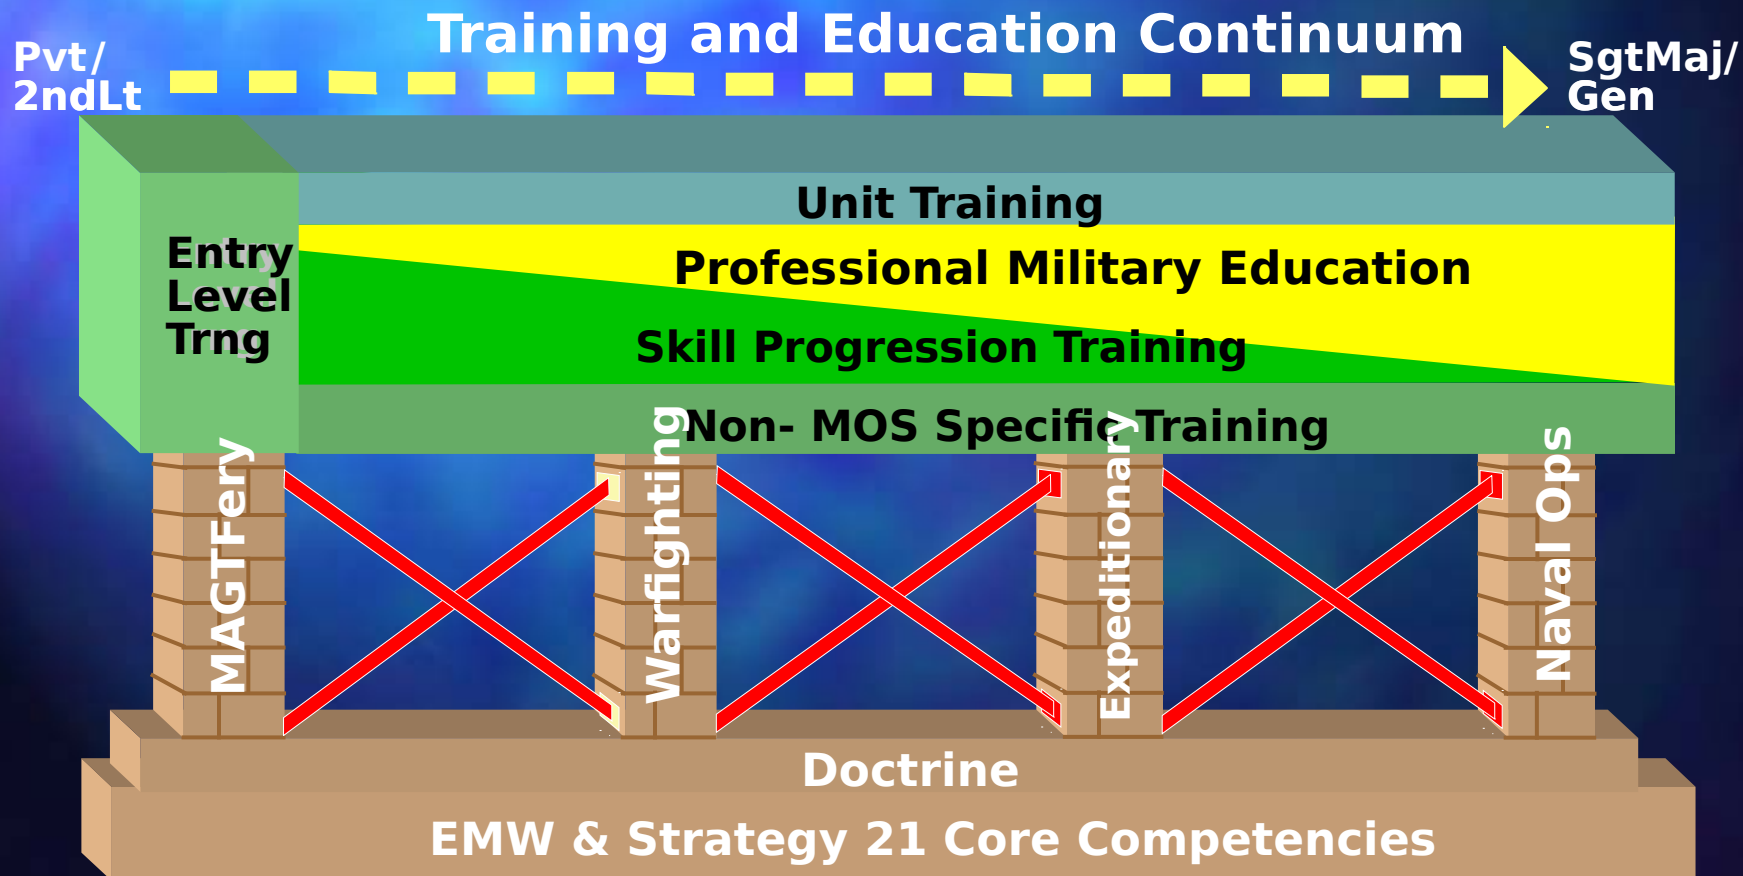 Training and Education Continuum
Pvt/
2ndLt
SgtMaj/
Gen
Unit Training
Entry
Level
Trng
Professional Military Education
Skill Progression Training
Non- MOS Specific Training
MAGTFery
Warfighting
Expeditionary
Naval Ops
Doctrine
EMW & Strategy 21 Core Competencies